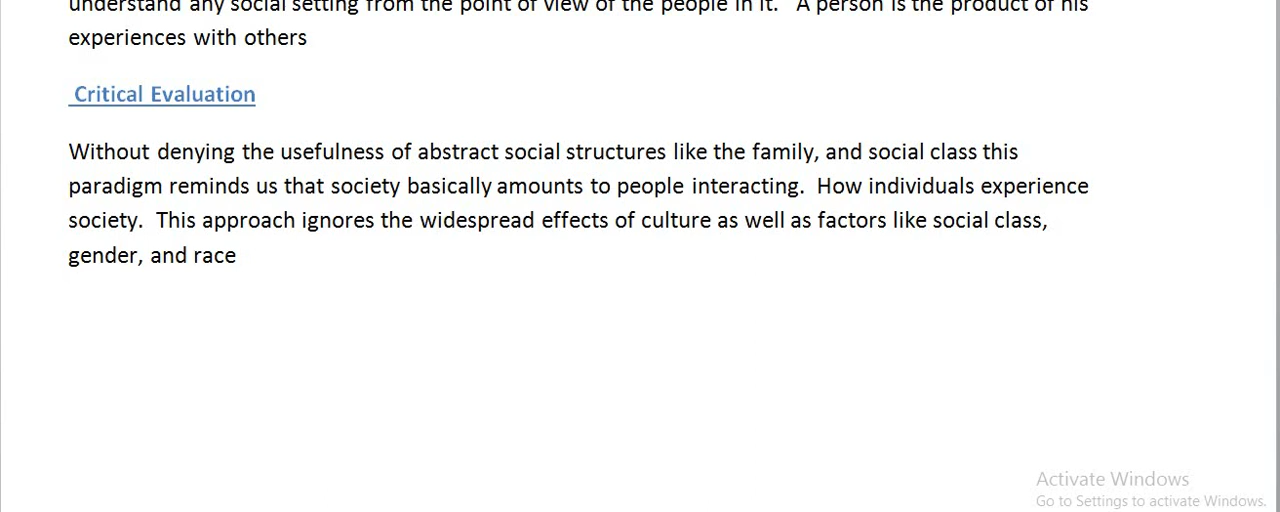 understand any social setting from the point of view of the people in it.  A person is the product of his
experiences with others
Critical Evaluation
Without denying the usefulness of abstract social structures like the family, and social class this
paradigm reminds us that society basically amounts to people interacting.  How individuals experience
society.  This approach ignores the widespread effects of culture as well as factors like social class,
gender, and race
Activate Windows
Go to Settings to activate Windows.